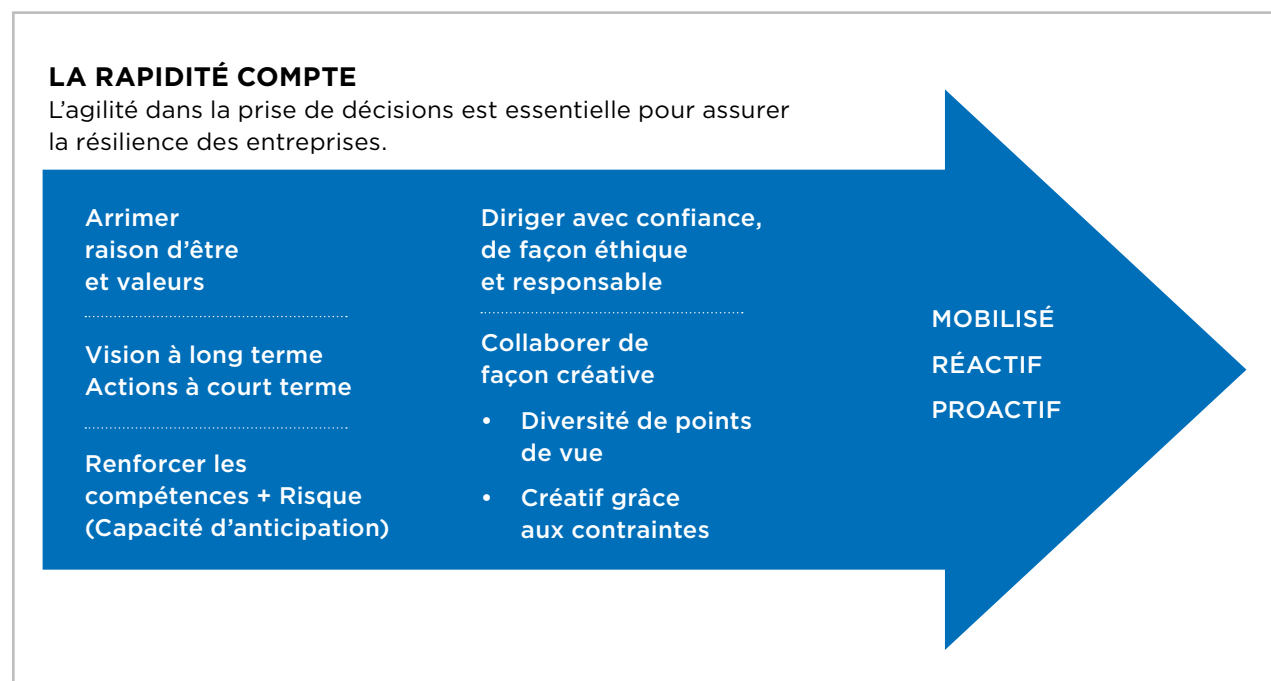 LA RAPIDITÉ COMPTE
L’agilité dans la prise de décisions est essentielle pour assurer
la résilience des entreprises.
Arrimer
raison d’être
et valeurs
Vision à long terme
Actions à court terme
Renforcer les
compétences + Risque
(Capacité d’anticipation)
Diriger avec confiance,
de façon éthique
et responsable
Collaborer de
façon créative
• Diversité de points
de vue
• Créatif grâce
aux contraintes
MOBILISÉ
RÉACTIF
PROACTIF